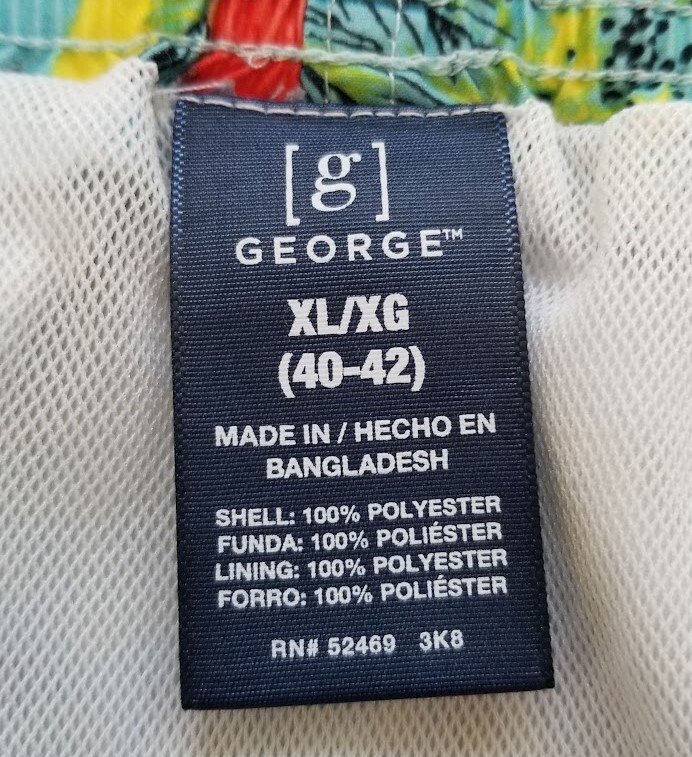 [g]
GEORGE™
XL/XG
(40-42)
MADE IN / HECHO EN
BANGLADESH
SHELL: 100% POLYESTER
FUNDA: 100% POLIÉSTER
LINING: 100% POLYESTER
FORRO: 100% POLIÉSTER
RN# 52469 3K8